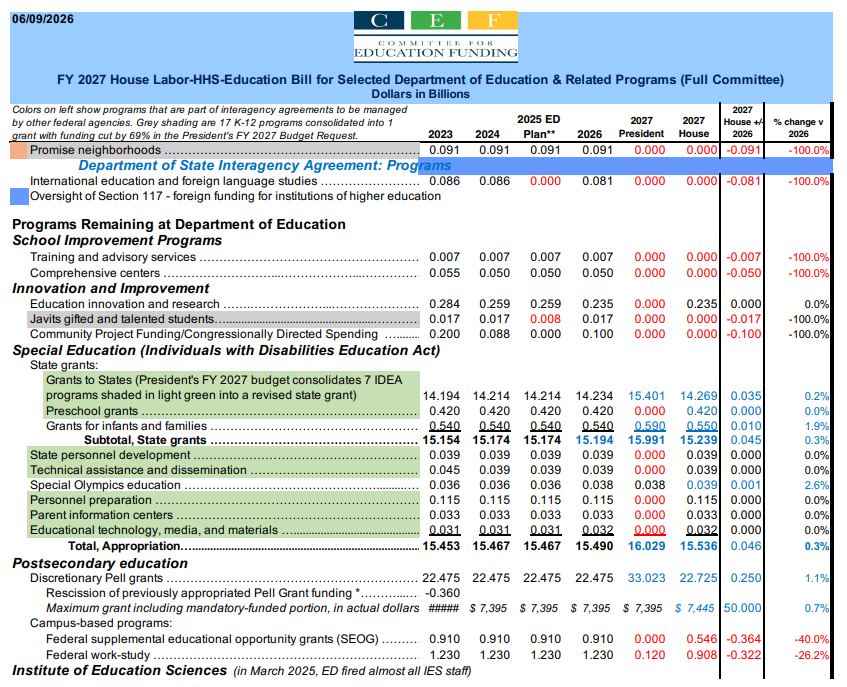 06/09/2026
C E F
COMMITTEE FOR
EDUCATION FUNDING
FY 2027 House Labor-HHS-Education Bill for Selected Department of Education & Related Programs (Full Committee)
Dollars in Billions
Colors on left show programs that are part of interagency agreements to be managed by other federal agencies. Grey shading are 17 K-12 programs consolidated into 1 grant with funding cut by 69% in the President's FY 2027 Budget Request.
2023 2024 2025 ED Plan** 2026 2027 President 2027 House 2027 House +/- 2026 % change v 2026
Promise neighborhoods 0.091 0.091 0.091 0.091 0.000 0.000 -0.091 -100.0%
Department of State Interagency Agreement: Programs
International education and foreign language studies 0.086 0.086 0.000 0.081 0.000 0.000 -0.081 -100.0%
Oversight of Section 117 - foreign funding for institutions of higher education
Programs Remaining at Department of Education
School Improvement Programs
Training and advisory services 0.007 0.007 0.007 0.007 0.000 0.000 -0.007 -100.0%
Comprehensive centers 0.055 0.050 0.050 0.050 0.000 0.000 -0.050 -100.0%
Innovation and Improvement
Education innovation and research 0.284 0.259 0.259 0.235 0.000 0.235 0.000 0.0%
Javits gifted and talented students 0.017 0.017 0.008 0.017 0.000 0.000 -0.017 -100.0%
Community Project Funding/Congressionally Directed Spending 0.200 0.088 0.000 0.100 0.000 0.000 -0.100 -100.0%
Special Education (Individuals with Disabilities Education Act)
State grants:
Grants to States (President's FY 2027 budget consolidates 7 IDEA
programs shaded in light green into a revised state grant) 14.194 14.214 14.214 14.234 15.401 14.269 0.035 0.2%
Preschool grants 0.420 0.420 0.420 0.420 0.000 0.420 0.000 0.0%
Grants for infants and families 0.540 0.540 0.540 0.540 0.590 0.550 0.010 1.9%
Subtotal, State grants 15.154 15.174 15.174 15.194 15.991 15.239 0.045 0.3%
State personnel development 0.039 0.039 0.039 0.039 0.000 0.039 0.000 0.0%
Technical assistance and dissemination 0.045 0.039 0.039 0.039 0.000 0.039 0.000 0.0%
Special Olympics education 0.036 0.036 0.036 0.038 0.038 0.039 0.001 2.6%
Personnel preparation 0.115 0.115 0.115 0.115 0.000 0.115 0.000 0.0%
Parent information centers 0.033 0.033 0.033 0.033 0.000 0.033 0.000 0.0%
Educational technology, media, and materials 0.031 0.031 0.031 0.032 0.000 0.032 0.000 0.0%
Total, Appropriation 15.453 15.467 15.467 15.490 16.029 15.536 0.046 0.3%
Postsecondary education
Discretionary Pell grants 22.475 22.475 22.475 22.475 33.023 22.725 0.250 1.1%
Rescission of previously appropriated Pell Grant funding * -0.360
Maximum grant including mandatory-funded portion, in actual dollars ##### $ 7,395 $ 7,395 $ 7,395 $ 7,395 $ 7,445 50.000 0.7%
Campus-based programs:
Federal supplemental educational opportunity grants (SEOG) 0.910 0.910 0.910 0.910 0.000 0.546 -0.364 -40.0%
Federal work-study 1.230 1.230 1.230 1.230 0.120 0.908 -0.322 -26.2%
Institute of Education Sciences (in March 2025, ED fired almost all IES staff)